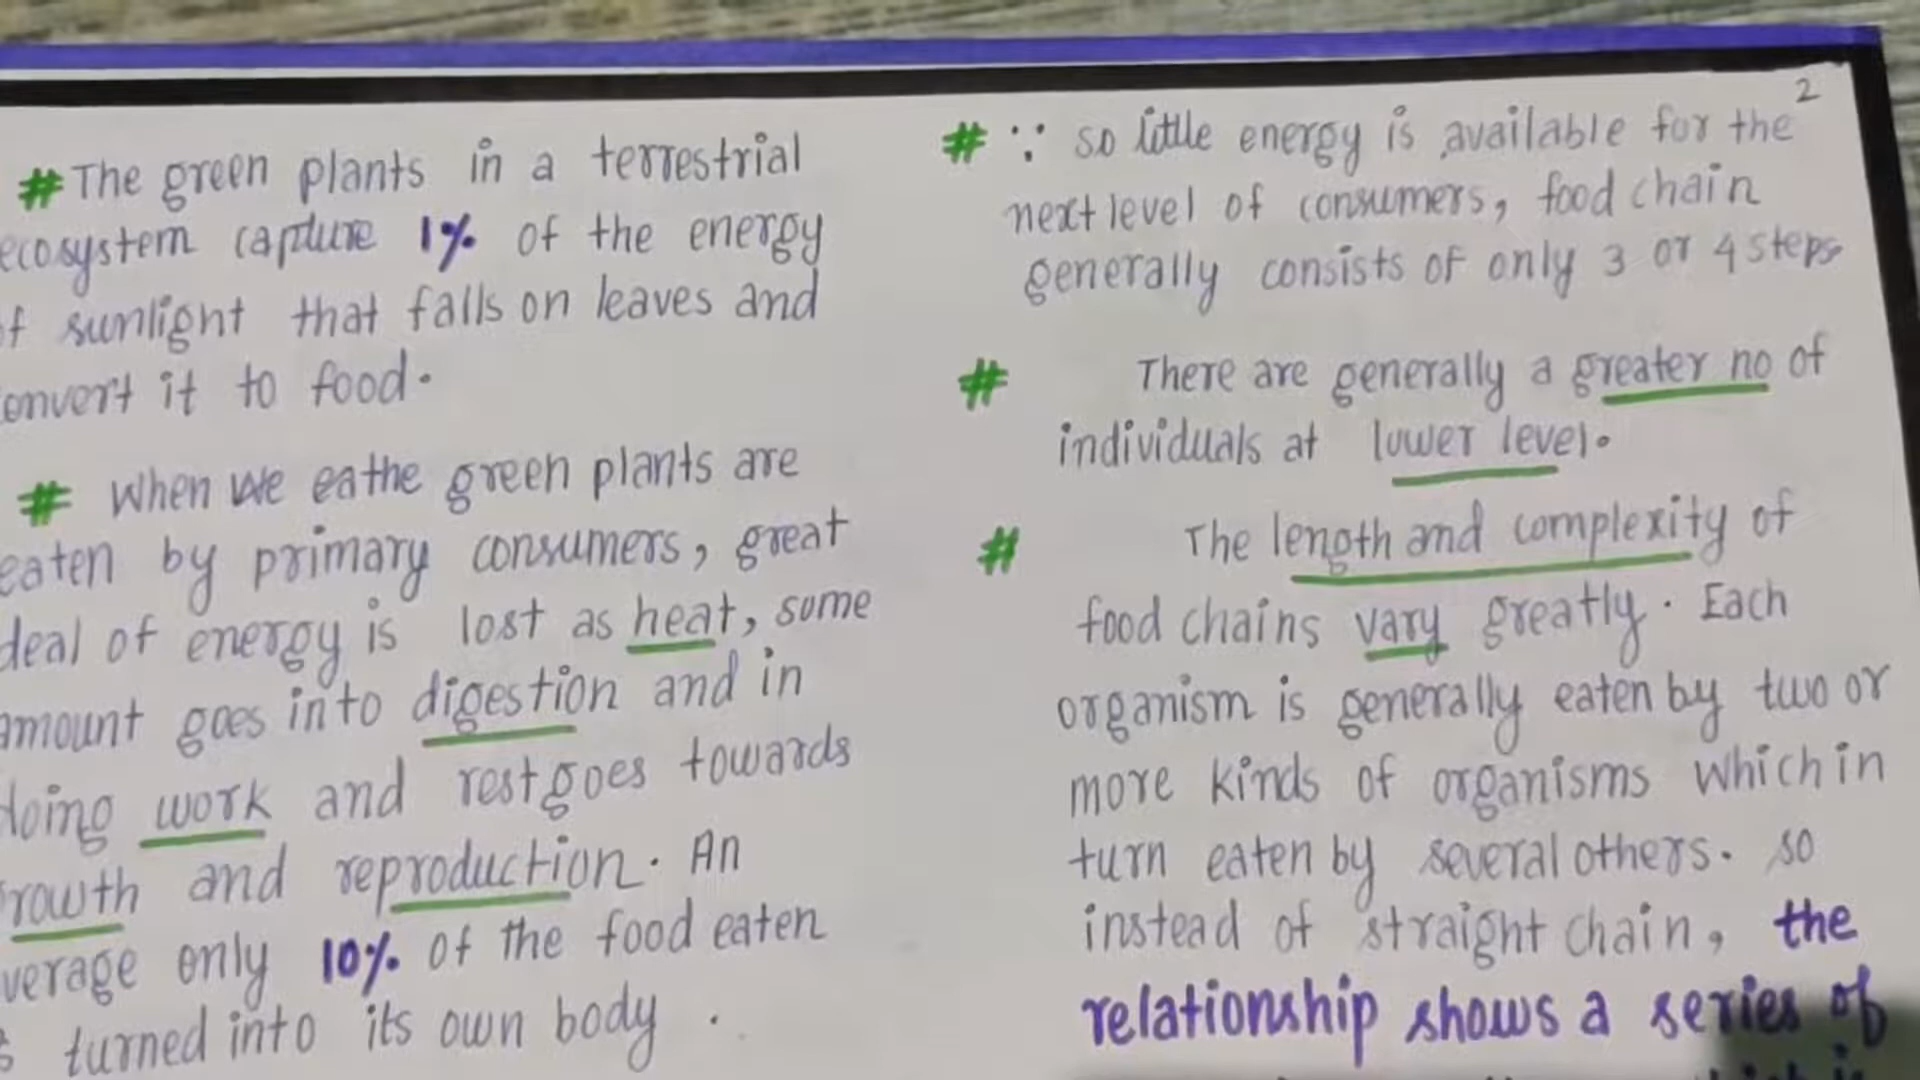 2
# The green plants in a terrestrial
ecosystem capture 1% of the energy
of sunlight that falls on leaves and
convert it to food.
# When we eathe green plants are
eaten by primary consumers, great
deal of energy is lost as heat, some
amount goes into digestion and in
doing work and rest goes towards
growth and reproduction. An
average only 10% of the food eaten
is turned into its own body .
# ∵ so little energy is available for the
next level of consumers, food chain
generally consists of only 3 or 4 steps
# There are generally a greater no of
individuals at lower level.
# The length and complexity of
food chains vary greatly. Each
organism is generally eaten by two or
more kinds of organisms which in
turn eaten by several others. so
instead of straight chain, the
relationship shows a series of